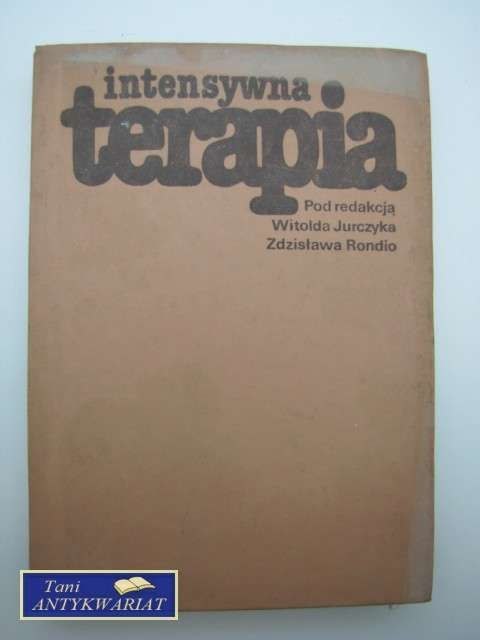 intensywna
terapia
Pod redakcją
Witolda Jurczyka
Zdzisława Rondio
Tani
ANTYKWARIAT